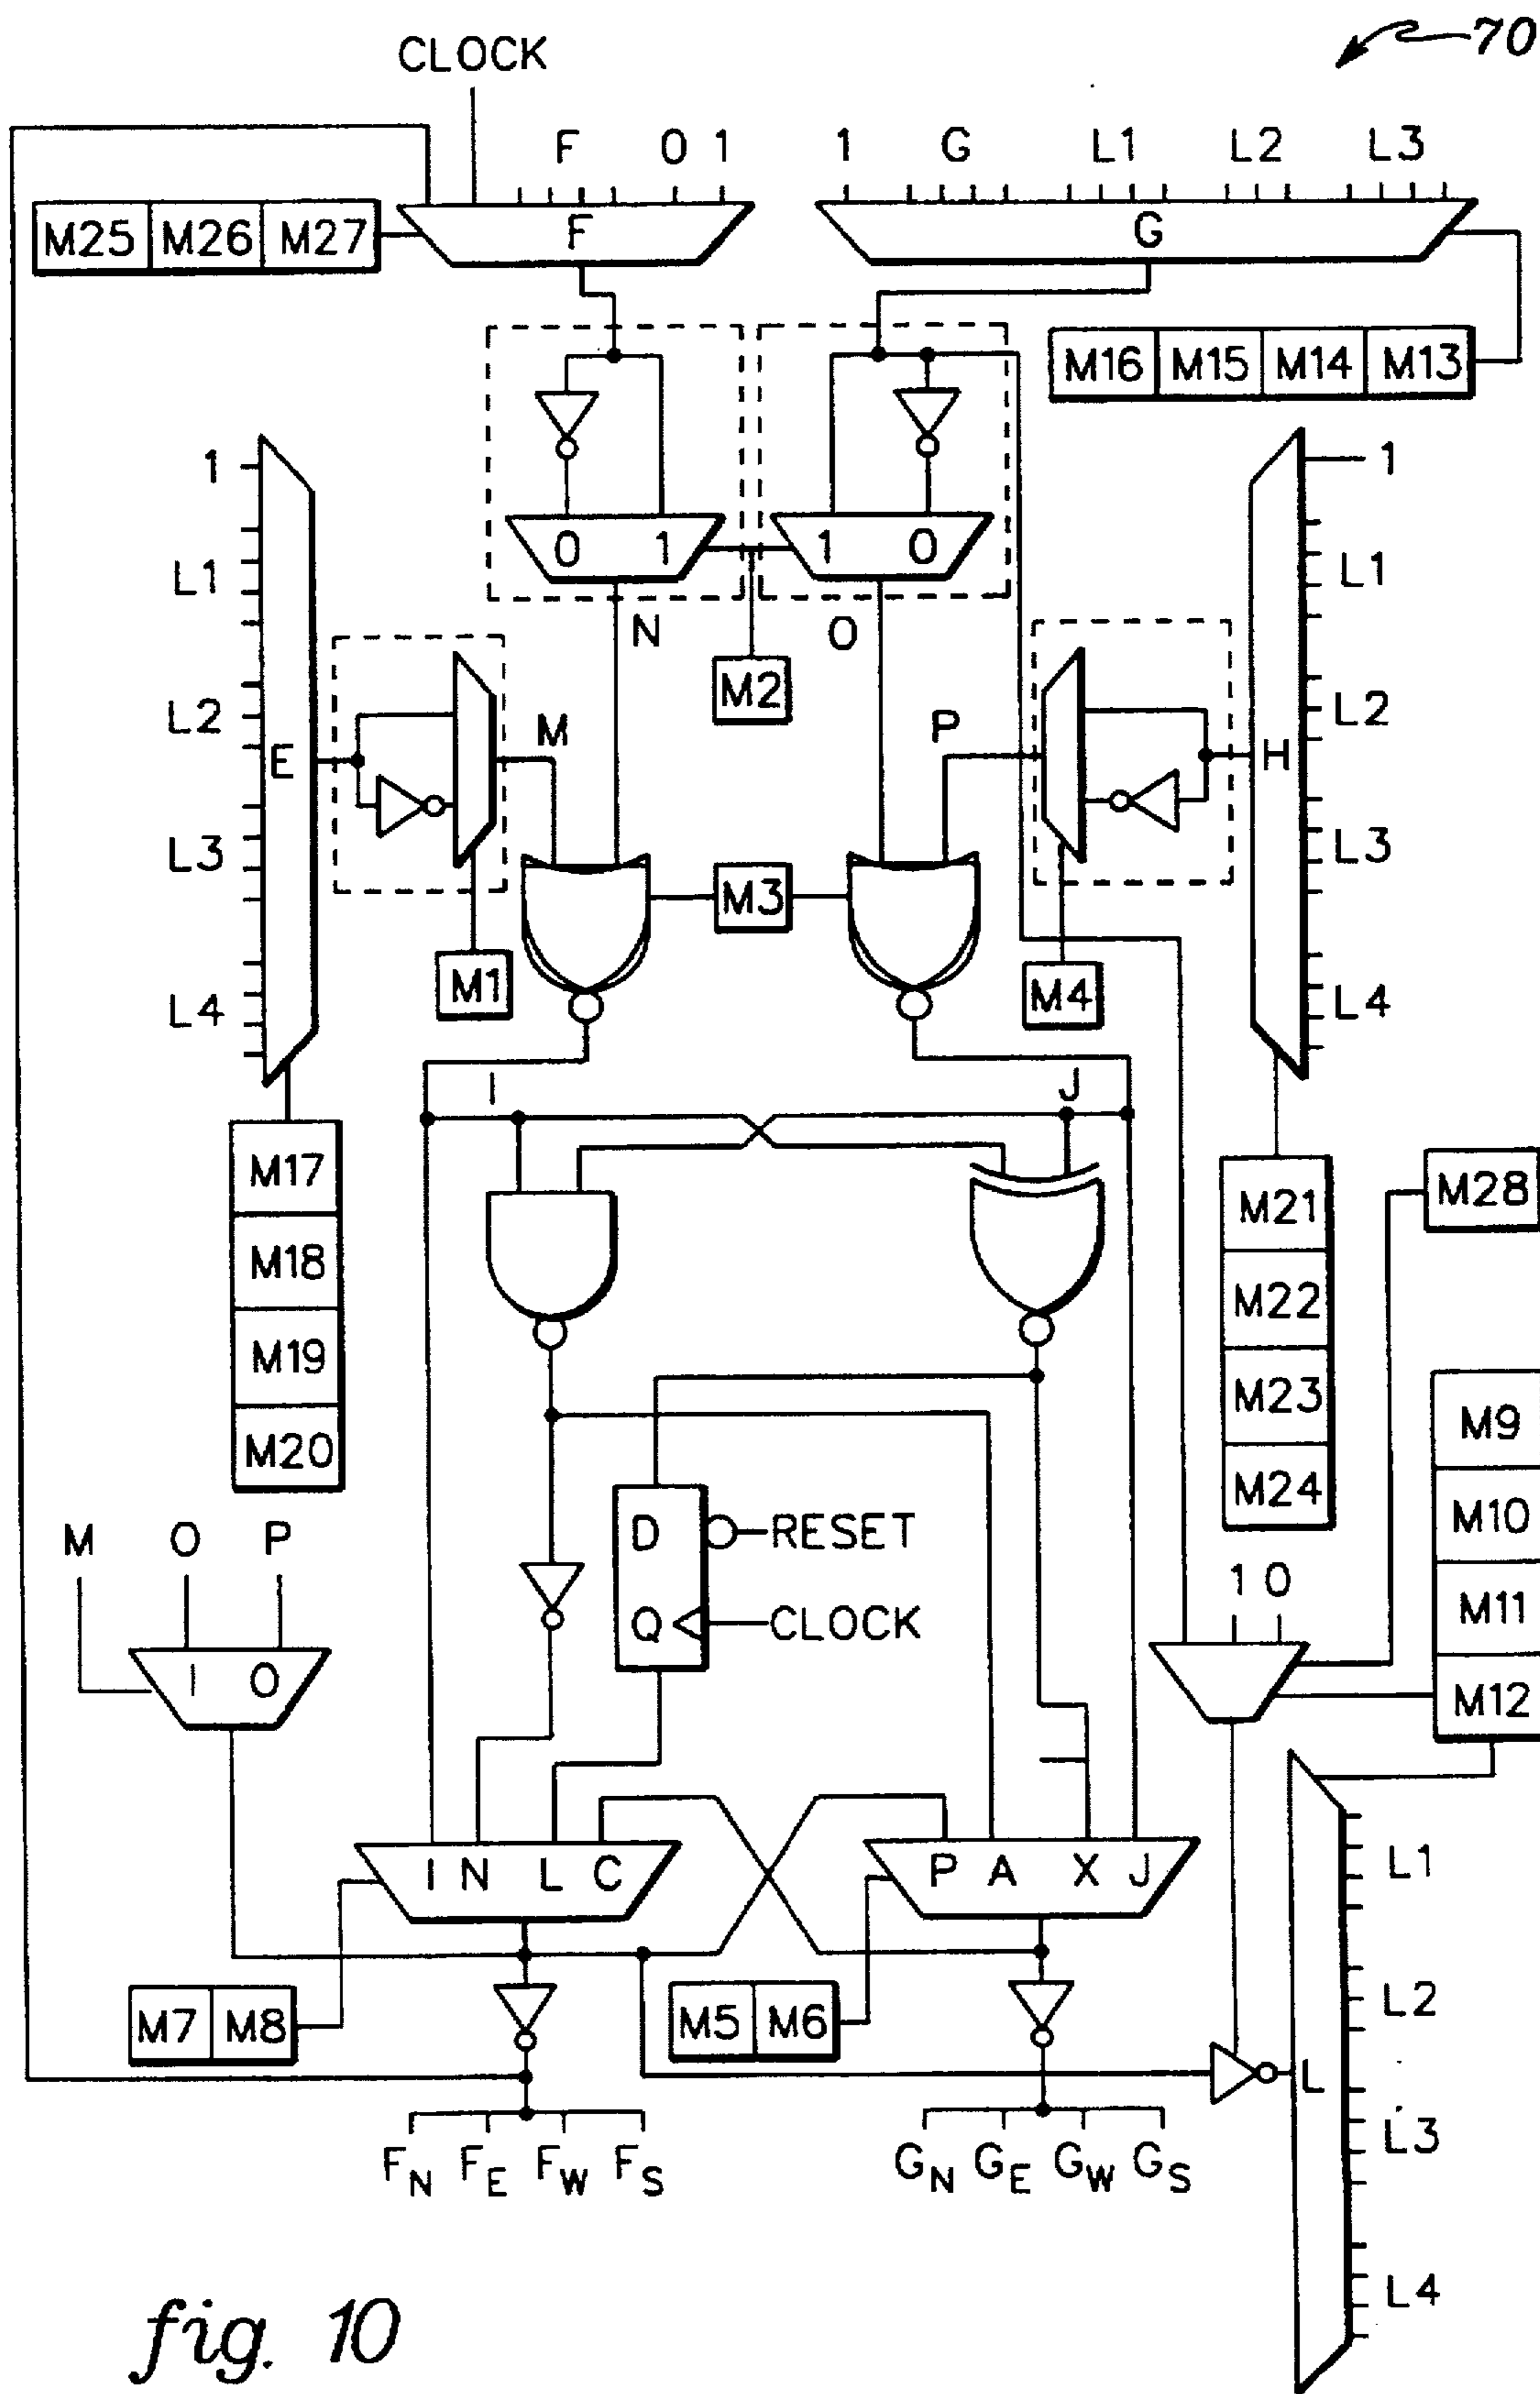 70
CLOCK
F 0 1 1 G L1 L2 L3
M25 M26 M27 F G
M16 M15 M14 M13
1 0 1 1 0 1
L1 L1
N O
M2
L2 M P L2
E H
L3 M3 L3
M1 M4
L4 L4
I J
M17 M21 M28
M18 M22
M19 M23 M9
M20 M24 M10
M O P D RESET
1 0 M11
Q CLOCK
I O M12
I N L C P A X J L1
M7 M8 M5 M6 L2
L
FN FE FW FS GN GE GW GS L3
L4
fig. 10